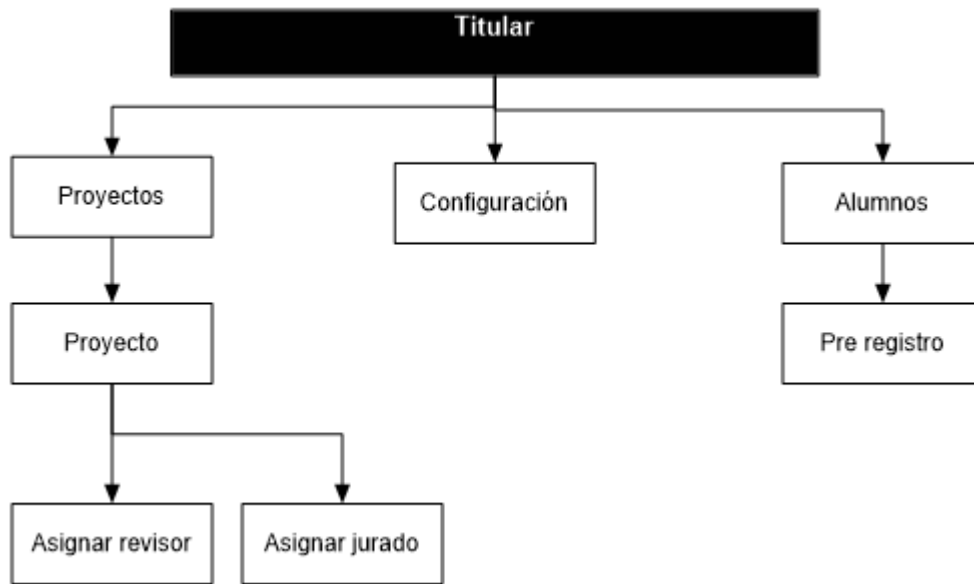 Titular
Proyectos
Configuración
Alumnos
Proyecto
Pre registro
Asignar revisor
Asignar jurado